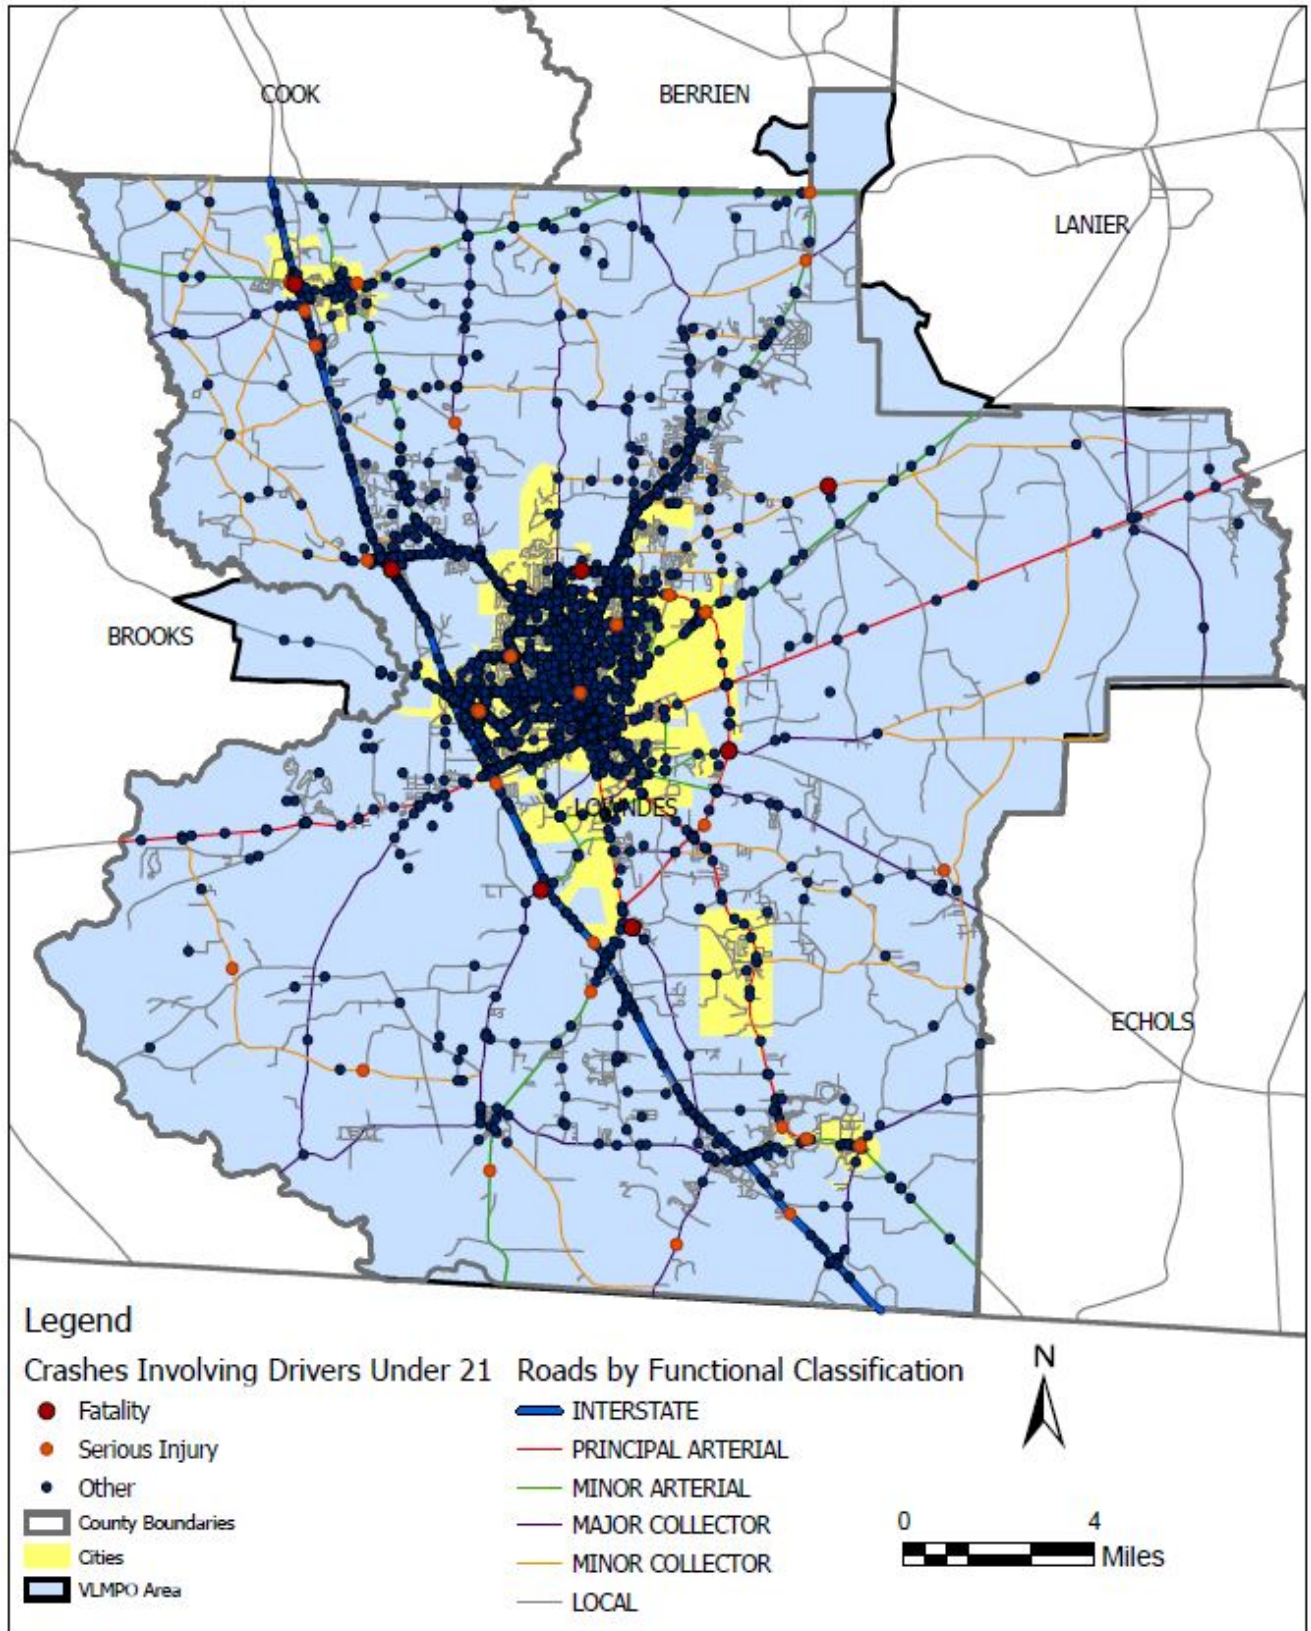 COOK
BERRIEN
LANIER
BROOKS
LOWNDES
ECHOLS
Legend
Crashes Involving Drivers Under 21
Fatality
Serious Injury
Other
County Boundaries
Cities
VLMPO Area
Roads by Functional Classification
INTERSTATE
PRINCIPAL ARTERIAL
MINOR ARTERIAL
MAJOR COLLECTOR
MINOR COLLECTOR
LOCAL
N
0 4
Miles